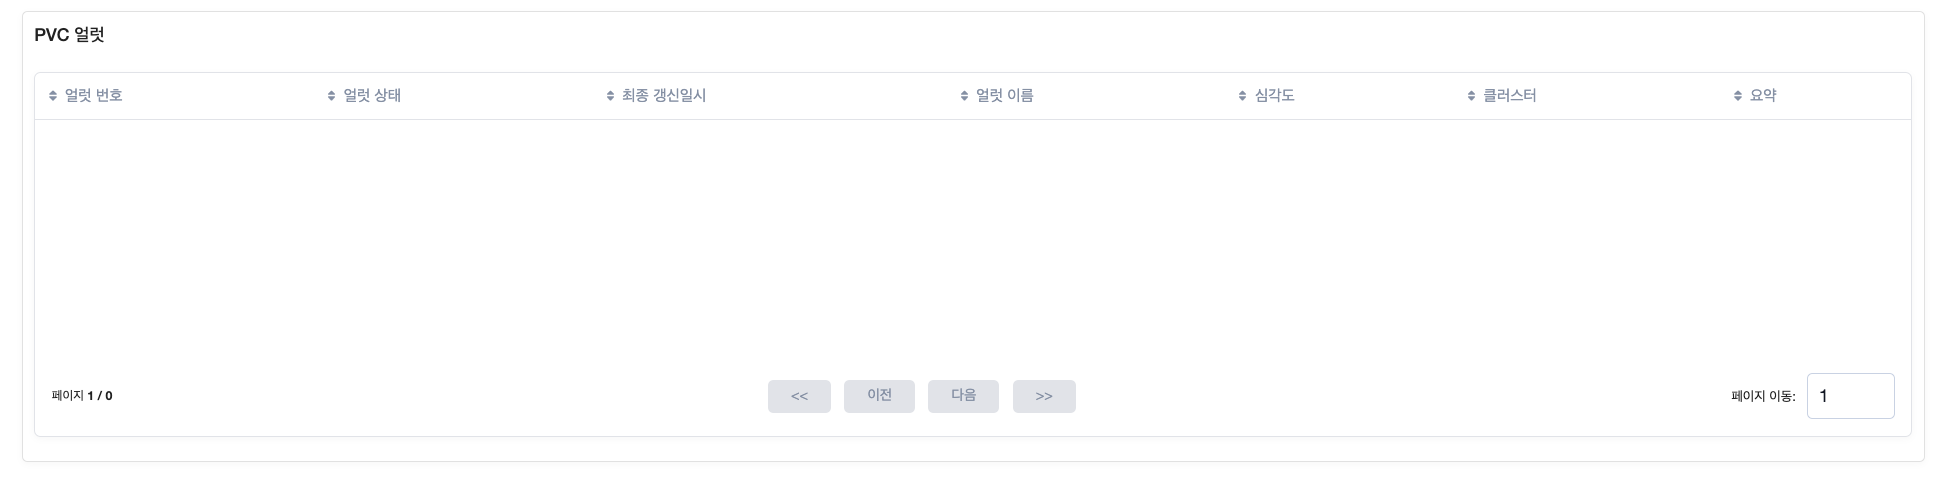 PVC 얼럿
얼럿 번호 얼럿 상태 최종 갱신일시 얼럿 이름 심각도 클러스터 요약
페이지 1 / 0 << 이전 다음 >> 페이지 이동: 1